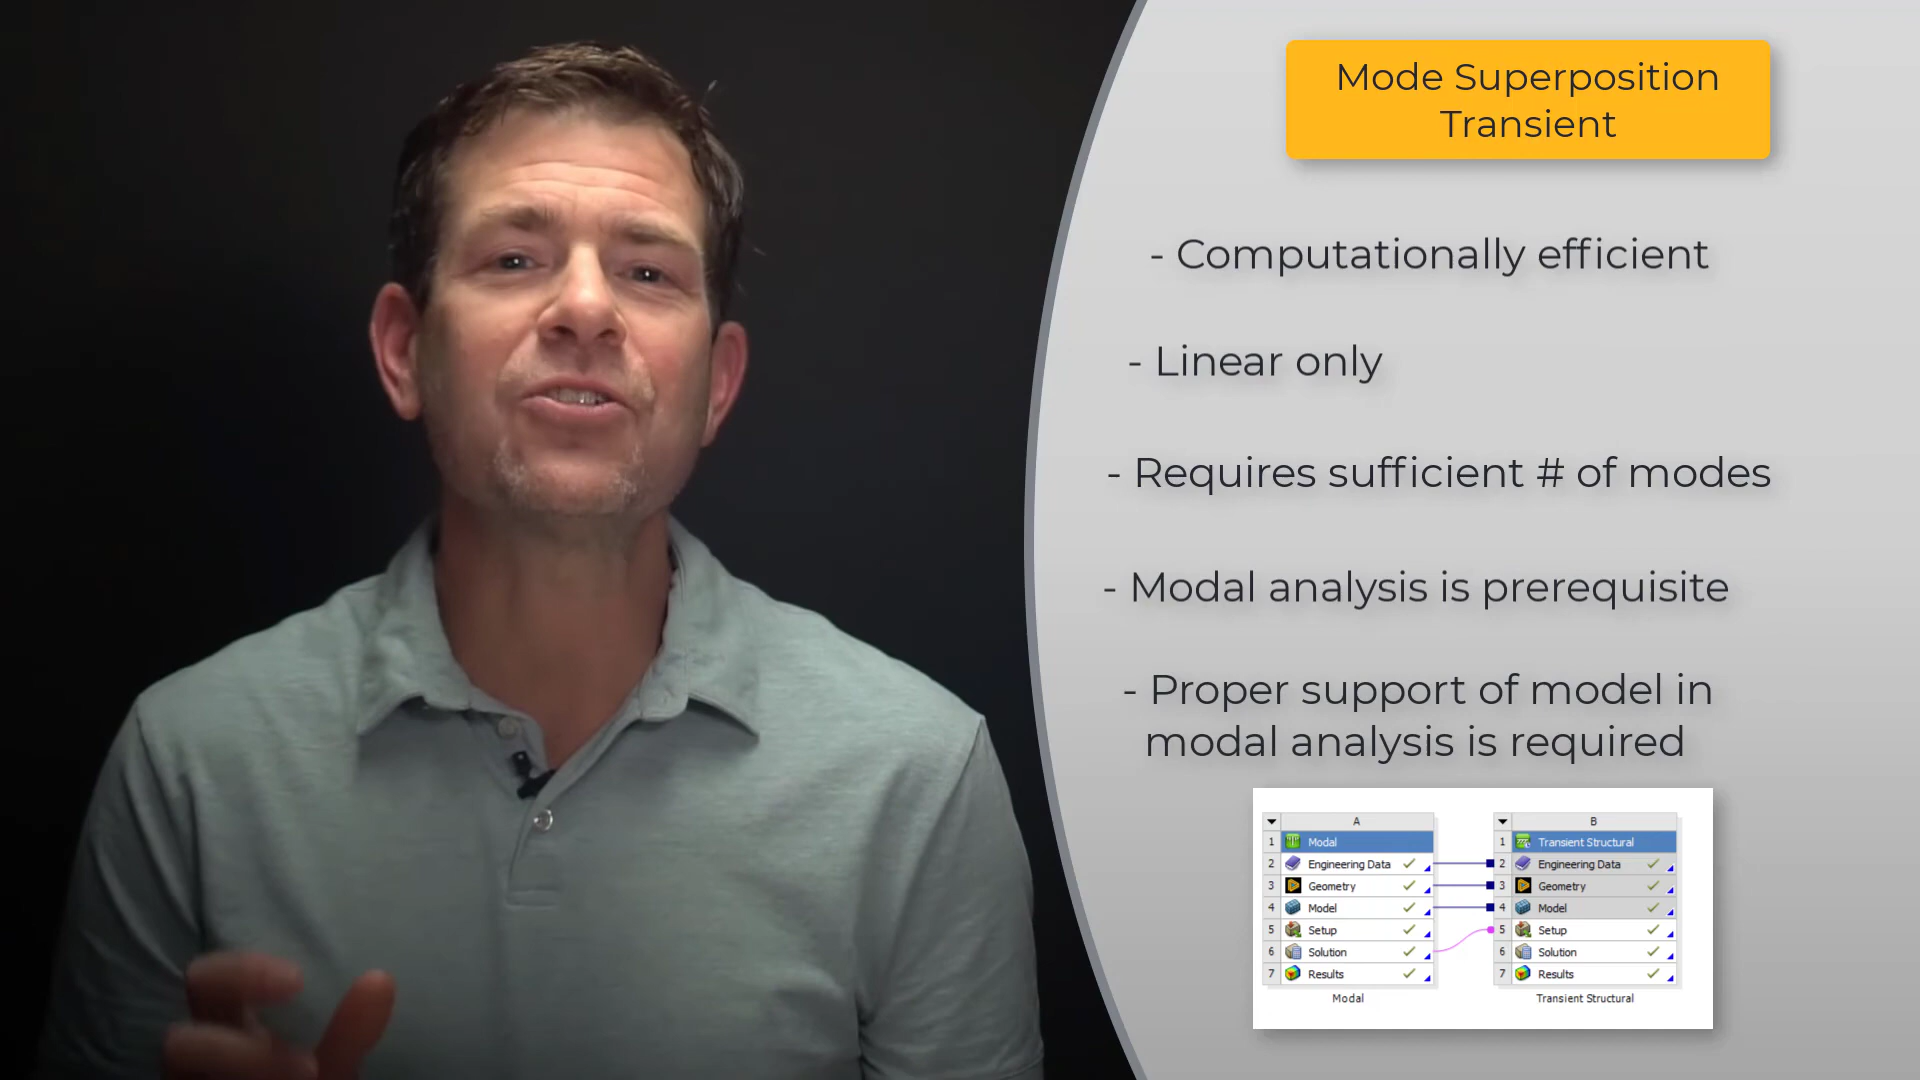 Mode Superposition
Transient
- Computationally efficient
- Linear only
- Requires sufficient # of modes
- Modal analysis is prerequisite
- Proper support of model in
modal analysis is required
A
1 Modal
2 Engineering Data
3 Geometry
4 Model
5 Setup
6 Solution
7 Results
Modal
B
1 Transient Structural
2 Engineering Data
3 Geometry
4 Model
5 Setup
6 Solution
7 Results
Transient Structural